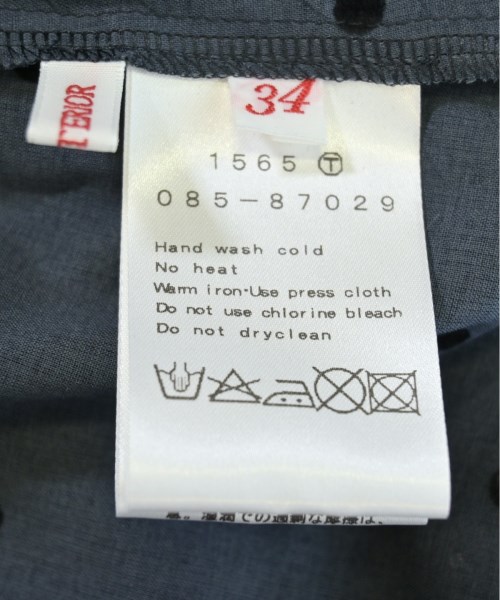 TERIOR
34
1565 Ⓣ
085-87029
Hand wash cold
No heat
Warm iron・Use press cloth
Do not use chlorine bleach
Do not dryclean